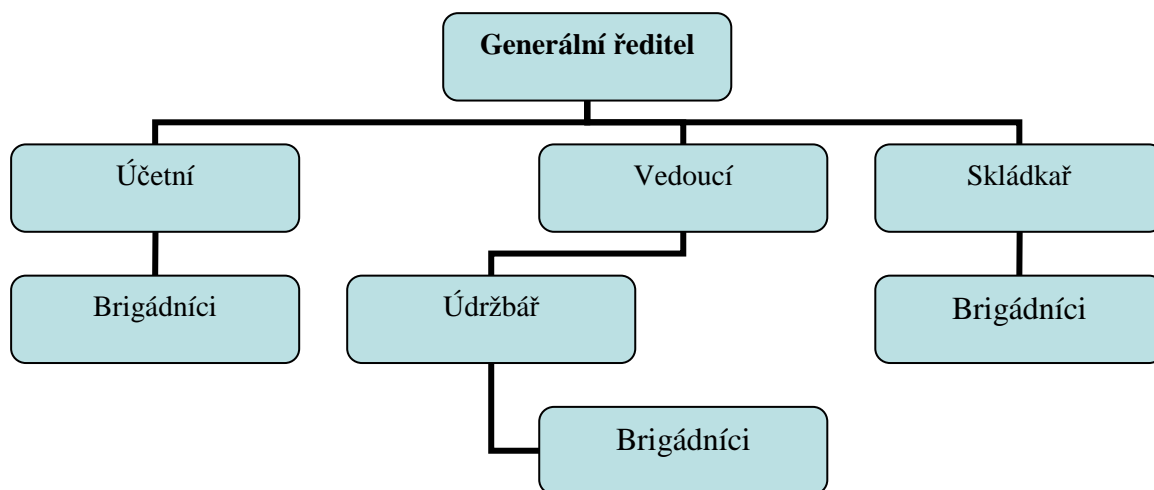 Generální ředitel
Účetní
Vedoucí
Skládkař
Brigádníci
Údržbář
Brigádníci
Brigádníci